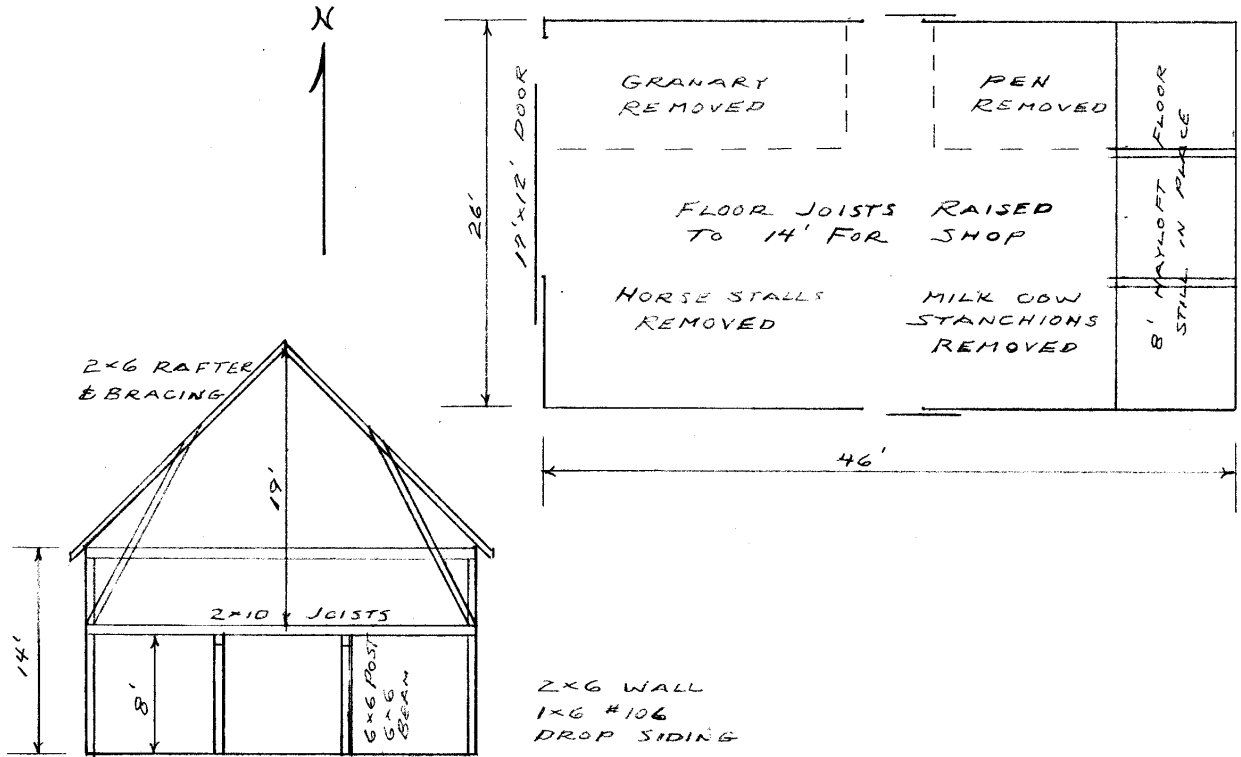 N
GRANARY
REMOVED
PEN
REMOVED
26'
12'x12' DOOR
FLOOR JOISTS RAISED
TO 14' FOR SHOP
8' HAYLOFT FLOOR
STILL IN PLACE
HORSE STALLS
REMOVED
MILK COW
STANCHIONS
REMOVED
46'
2x6 RAFTER
& BRACING
19'
14'
2x10 JOISTS
8'
6x6 POST
6x6
BEAM
2x6 WALL
1x6 #106
DROP SIDING